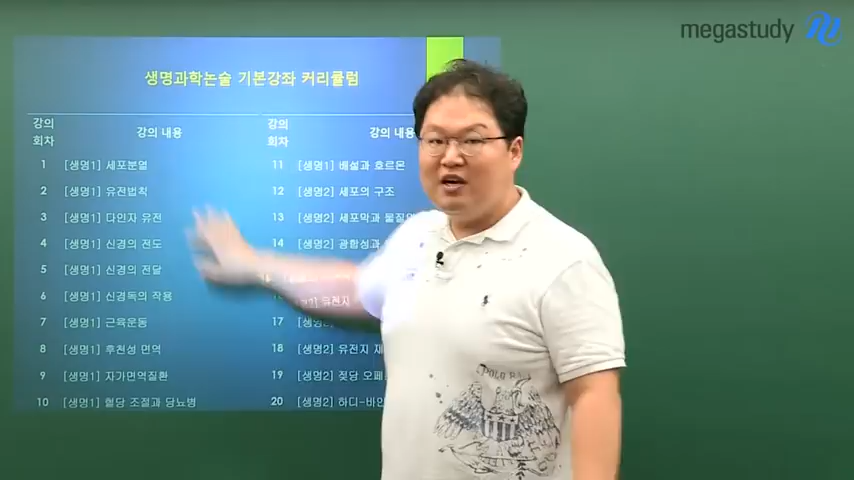 megastudy
생명과학논술 기본강좌 커리큘럼
강의 회차 강의 내용 강의 회차 강의 내용
1 [생명1] 세포분열
2 [생명1] 유전법칙
3 [생명1] 다인자 유전
4 [생명1] 신경의 전도
5 [생명1] 신경의 전달
6 [생명1] 신경독의 작용
7 [생명1] 근육운동
8 [생명1] 후천성 면역
9 [생명1] 자가면역질환
10 [생명1] 혈당 조절과 당뇨병
11 [생명1] 배설과 호르몬
12 [생명2] 세포의 구조
13 [생명2] 세포막과 물질의
14 [생명2] 광합성과
유전자
17 [생명2]
18 [생명2] 유전자
19 [생명2] 젖당 오페
20 [생명2] 하디-바인
POLO RA